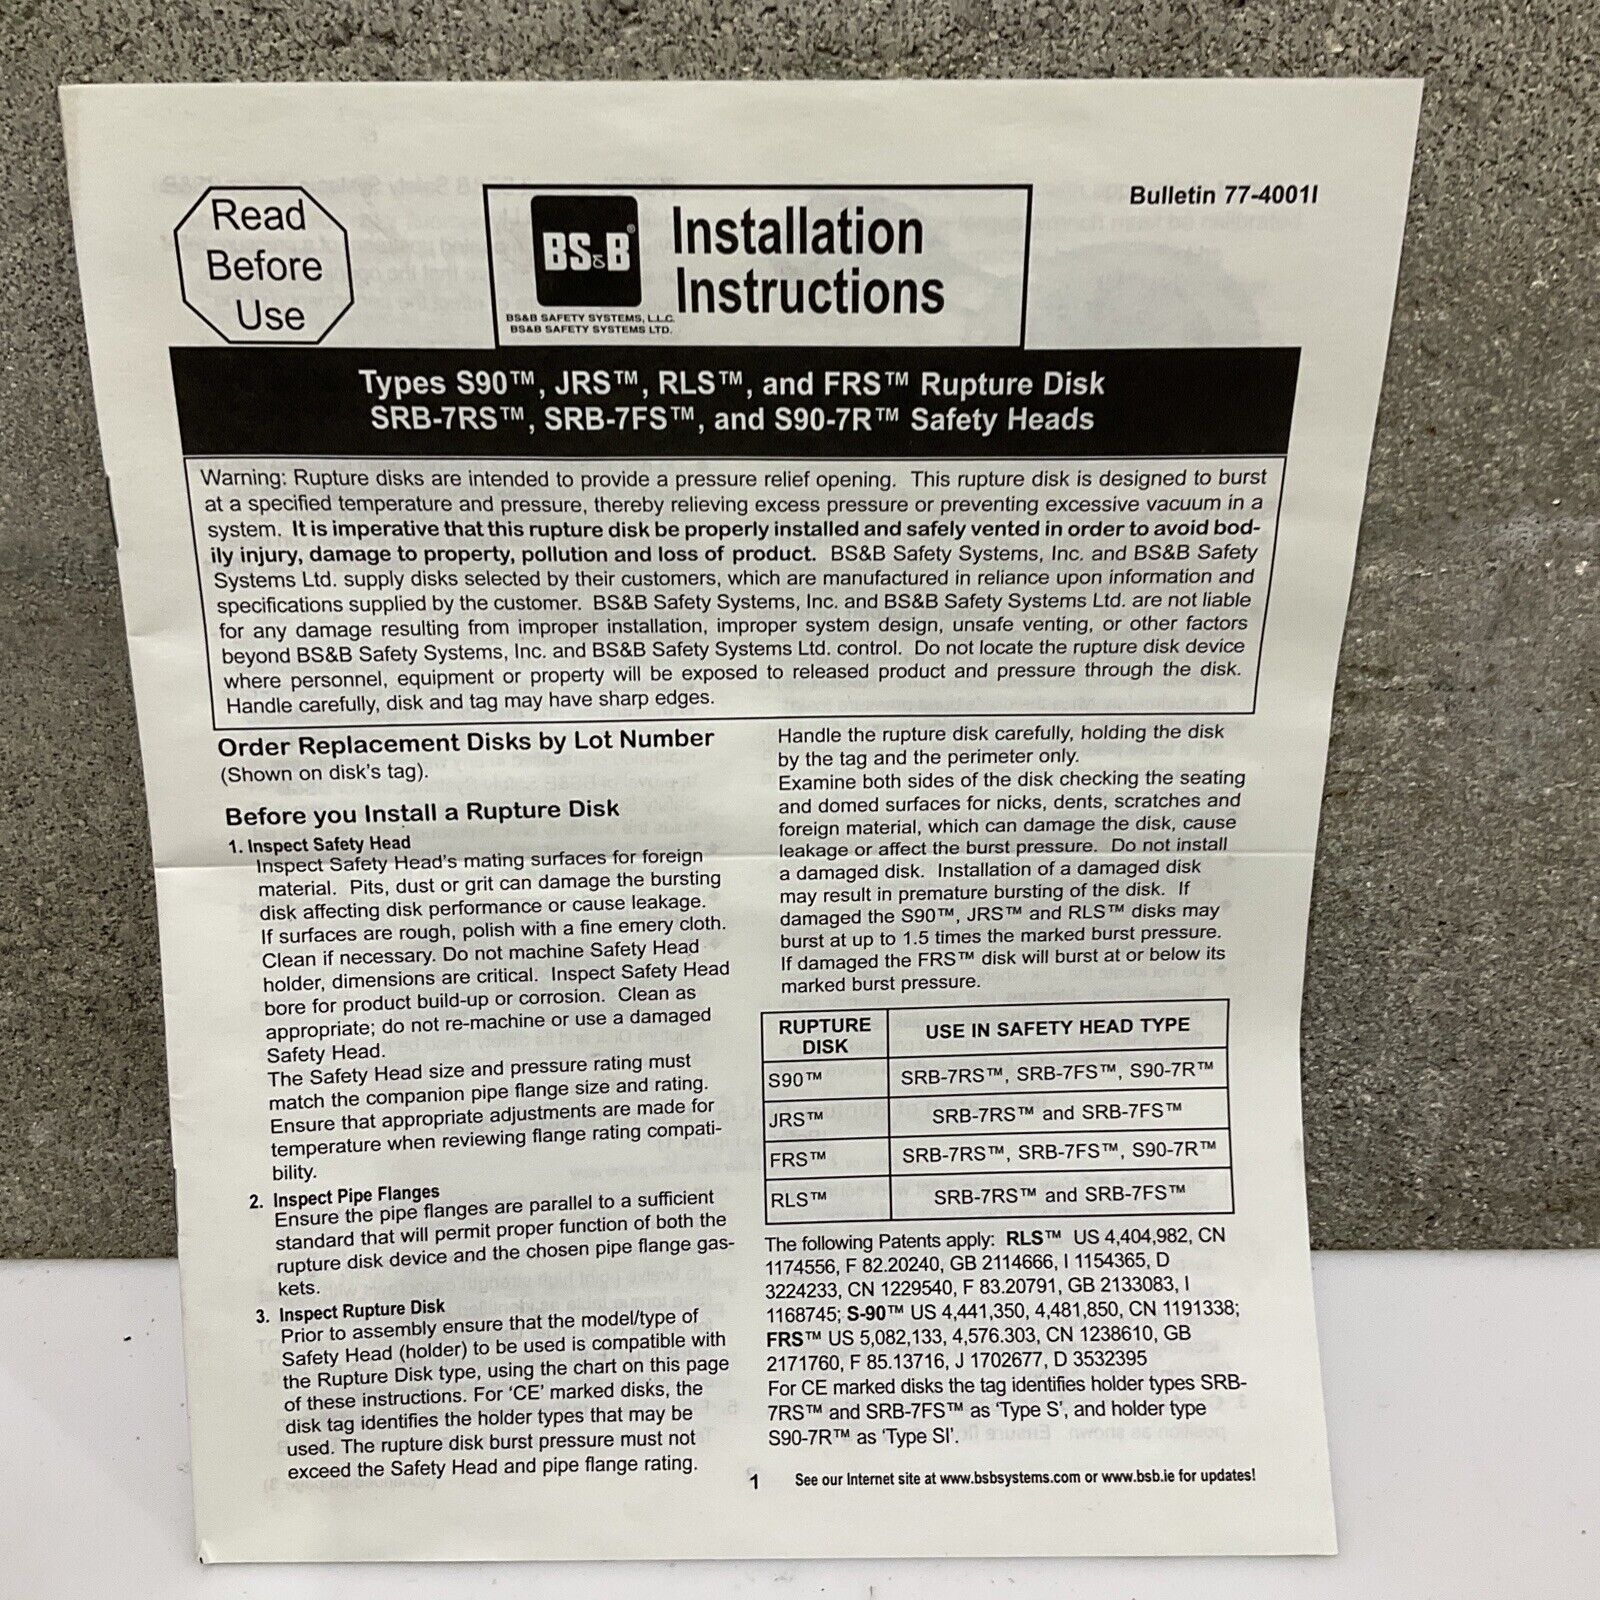 Read
Before
Use
BS&B®
BS&B SAFETY SYSTEMS, L.L.C.
BS&B SAFETY SYSTEMS LTD.
Installation
Instructions
Bulletin 77-4001I
Types S90™, JRS™, RLS™, and FRS™ Rupture Disk
SRB-7RS™, SRB-7FS™, and S90-7R™ Safety Heads
Warning: Rupture disks are intended to provide a pressure relief opening. This rupture disk is designed to burst
at a specified temperature and pressure, thereby relieving excess pressure or preventing excessive vacuum in a
system. It is imperative that this rupture disk be properly installed and safely vented in order to avoid bod-
ily injury, damage to property, pollution and loss of product. BS&B Safety Systems, Inc. and BS&B Safety
Systems Ltd. supply disks selected by their customers, which are manufactured in reliance upon information and
specifications supplied by the customer. BS&B Safety Systems, Inc. and BS&B Safety Systems Ltd. are not liable
for any damage resulting from improper installation, improper system design, unsafe venting, or other factors
beyond BS&B Safety Systems, Inc. and BS&B Safety Systems Ltd. control. Do not locate the rupture disk device
where personnel, equipment or property will be exposed to released product and pressure through the disk.
Handle carefully, disk and tag may have sharp edges.
Order Replacement Disks by Lot Number
(Shown on disk's tag).
Before you Install a Rupture Disk
1. Inspect Safety Head
Inspect Safety Head's mating surfaces for foreign
material. Pits, dust or grit can damage the bursting
disk affecting disk performance or cause leakage.
If surfaces are rough, polish with a fine emery cloth.
Clean if necessary. Do not machine Safety Head
holder, dimensions are critical. Inspect Safety Head
bore for product build-up or corrosion. Clean as
appropriate; do not re-machine or use a damaged
Safety Head.
The Safety Head size and pressure rating must
match the companion pipe flange size and rating.
Ensure that appropriate adjustments are made for
temperature when reviewing flange rating compati-
bility.
2. Inspect Pipe Flanges
Ensure the pipe flanges are parallel to a sufficient
standard that will permit proper function of both the
rupture disk device and the chosen pipe flange gas-
kets.
3. Inspect Rupture Disk
Prior to assembly ensure that the model/type of
Safety Head (holder) to be used is compatible with
the Rupture Disk type, using the chart on this page
of these instructions. For 'CE' marked disks, the
disk tag identifies the holder types that may be
used. The rupture disk burst pressure must not
exceed the Safety Head and pipe flange rating.
Handle the rupture disk carefully, holding the disk
by the tag and the perimeter only.
Examine both sides of the disk checking the seating
and domed surfaces for nicks, dents, scratches and
foreign material, which can damage the disk, cause
leakage or affect the burst pressure. Do not install
a damaged disk. Installation of a damaged disk
may result in premature bursting of the disk. If
damaged the S90™, JRS™ and RLS™ disks may
burst at up to 1.5 times the marked burst pressure.
If damaged the FRS™ disk will burst at or below its
marked burst pressure.
RUPTURE DISK USE IN SAFETY HEAD TYPE
S90™ SRB-7RS™, SRB-7FS™, S90-7R™
JRS™ SRB-7RS™ and SRB-7FS™
FRS™ SRB-7RS™, SRB-7FS™, S90-7R™
RLS™ SRB-7RS™ and SRB-7FS™
The following Patents apply: RLS™ US 4,404,982, CN
1174556, F 82.20240, GB 2114666, I 1154365, D
3224233, CN 1229540, F 83.20791, GB 2133083, I
1168745; S-90™ US 4,441,350, 4,481,850, CN 1191338;
FRS™ US 5,082,133, 4,576.303, CN 1238610, GB
2171760, F 85.13716, J 1702677, D 3532395
For CE marked disks the tag identifies holder types SRB-
7RS™ and SRB-7FS™ as 'Type S', and holder type
S90-7R™ as 'Type SI'.
1 See our Internet site at www.bsbsystems.com or www.bsb.ie for updates!